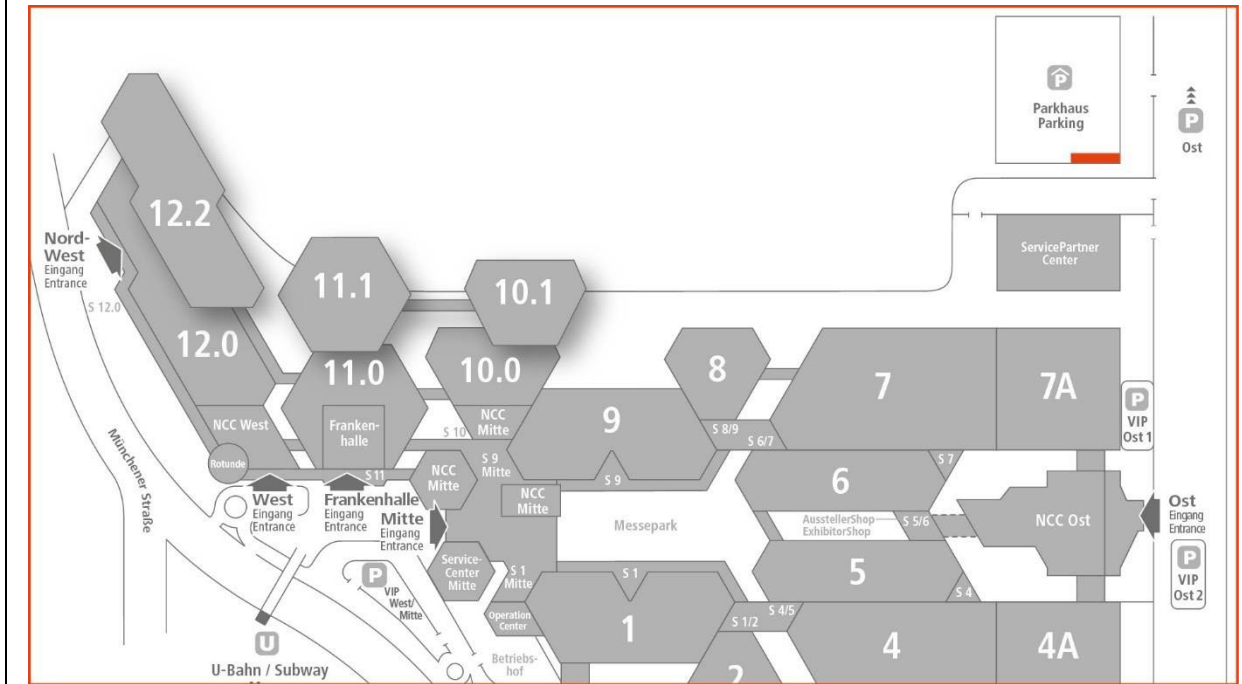 P
Parkhaus
Parking
P
Ost
12.2
Nord-
West
Eingang
Entrance
S 12.0
12.0
11.1
10.1
ServicePartner
Center
11.0
10.0
8
7
7A
NCC West
Franken-
halle
NCC
Mitte
S 10
9
S 8/9
S 6/7
P
VIP
Ost 1
Münchener Straße
Rotunde
S 11
NCC
Mitte
S 9
Mitte
S 9
NCC
Mitte
6
S 7
West
Eingang
(Entrance
Frankenhalle
Eingang
Entrance
Mitte
Eingang
Entrance
Messepark
AusstellerShop
ExhibitorShop
S 5/6
NCC Ost
Ost
Eingang
Entrance
P
VIP
Ost 2
P
VIP
West/
Mitte
Service-
Center
Mitte
S 1
Mitte
S 1
5
S 4
Operation
Center
1
S 4/5
S 1/2
4
4A
2
Betriebs-
hof
U
U-Bahn / Subway